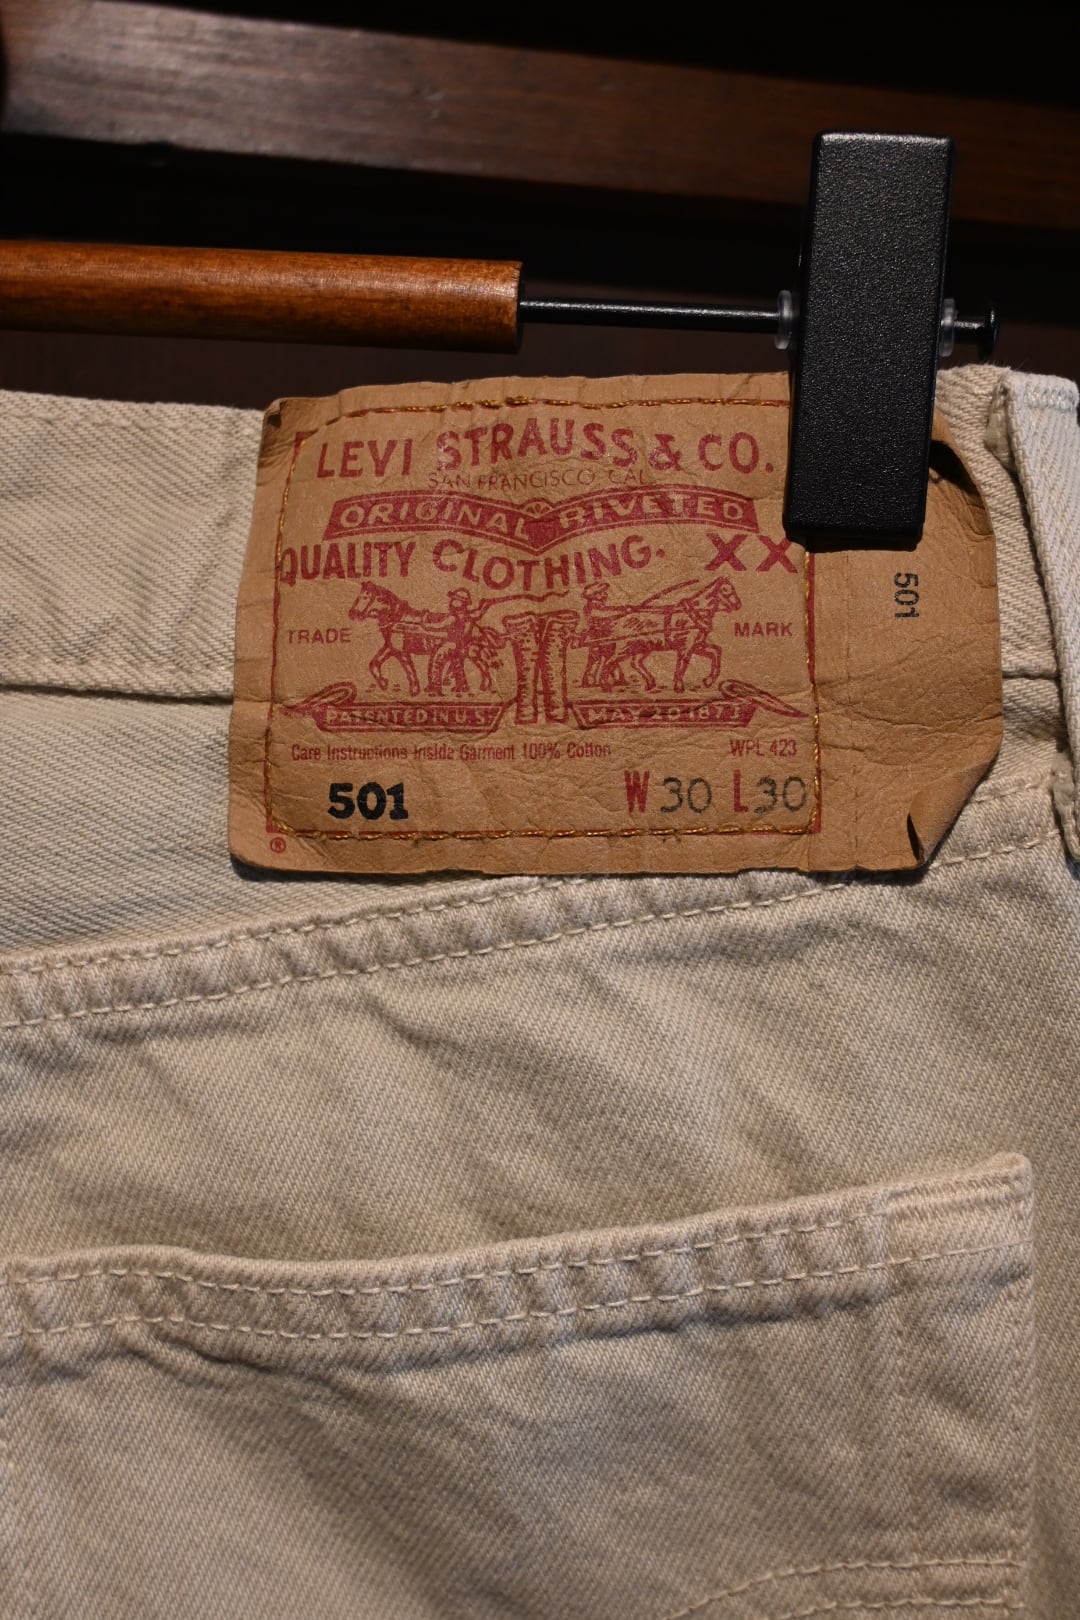 LEVI STRAUSS & CO.
SAN FRANCISCO, CAL
ORIGINAL RIVETED
QUALITY CLOTHING. XX
501
TRADE MARK
PATENTED IN U.S. MAY 20 1873
Care Instructions Inside Garment 100% Cotton WPL 423
501 W 30 L 30
®